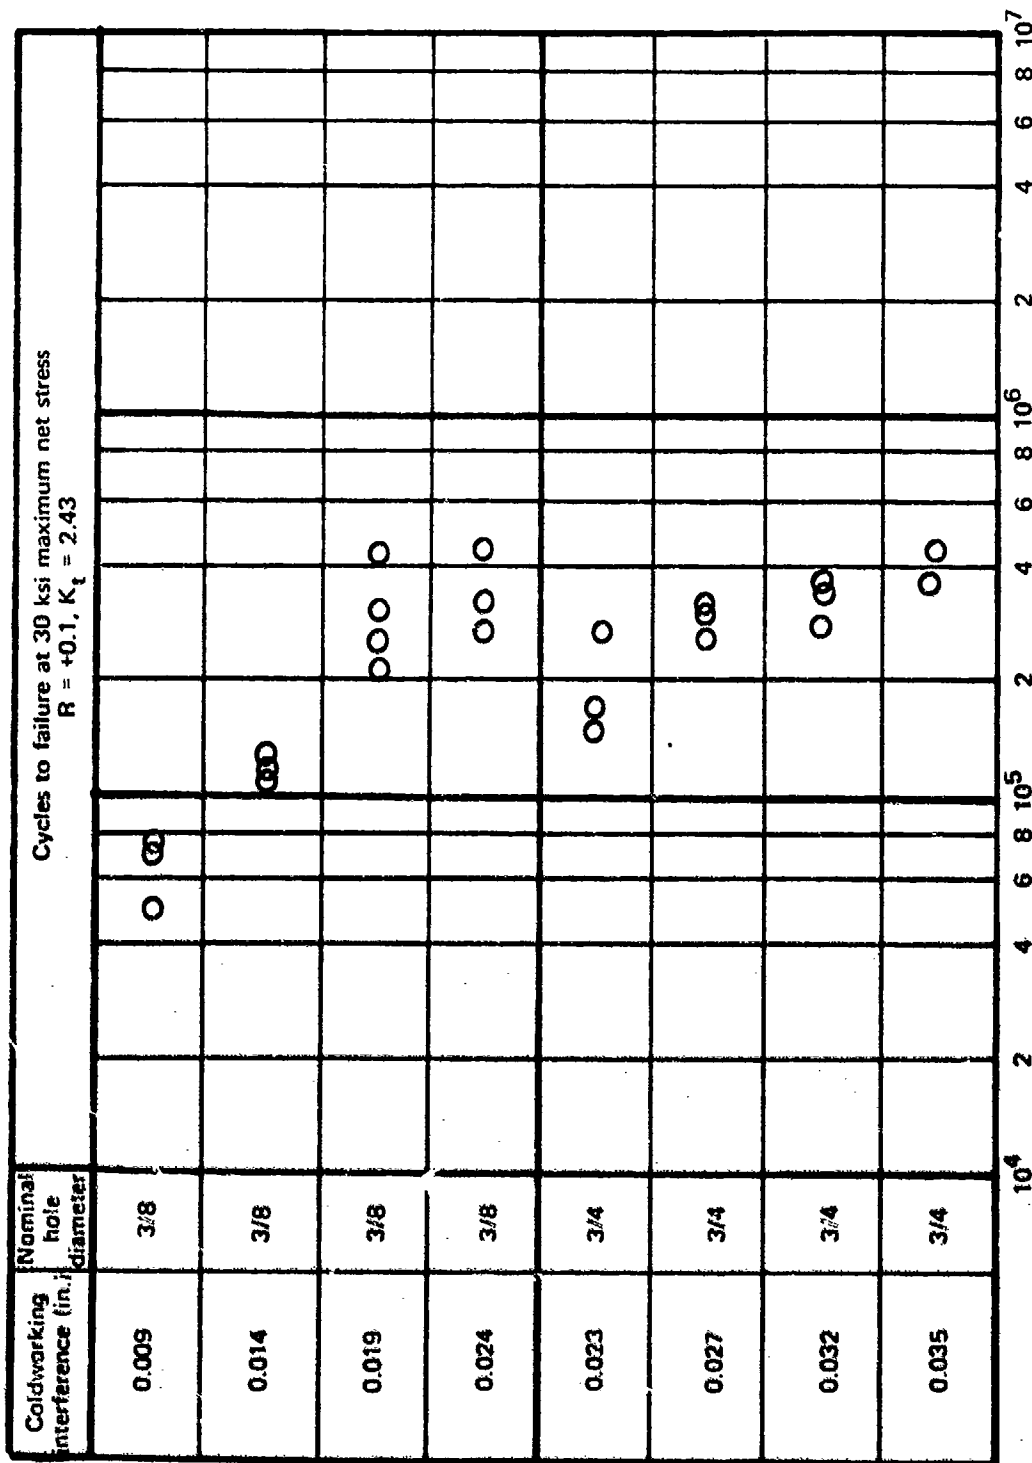 Coldworking
interference (in.)
Nominal
hole
diameter
Cycles to failure at 30 ksi maximum net stress
R = +0.1, Kt = 2.43
0.009 3/8
0.014 3/8
0.019 3/8
0.024 3/8
0.023 3/4
0.027 3/4
0.032 3/4
0.035 3/4
10^4 2 4 6 8 10^5 2 4 6 8 10^6 2 4 6 8 10^7